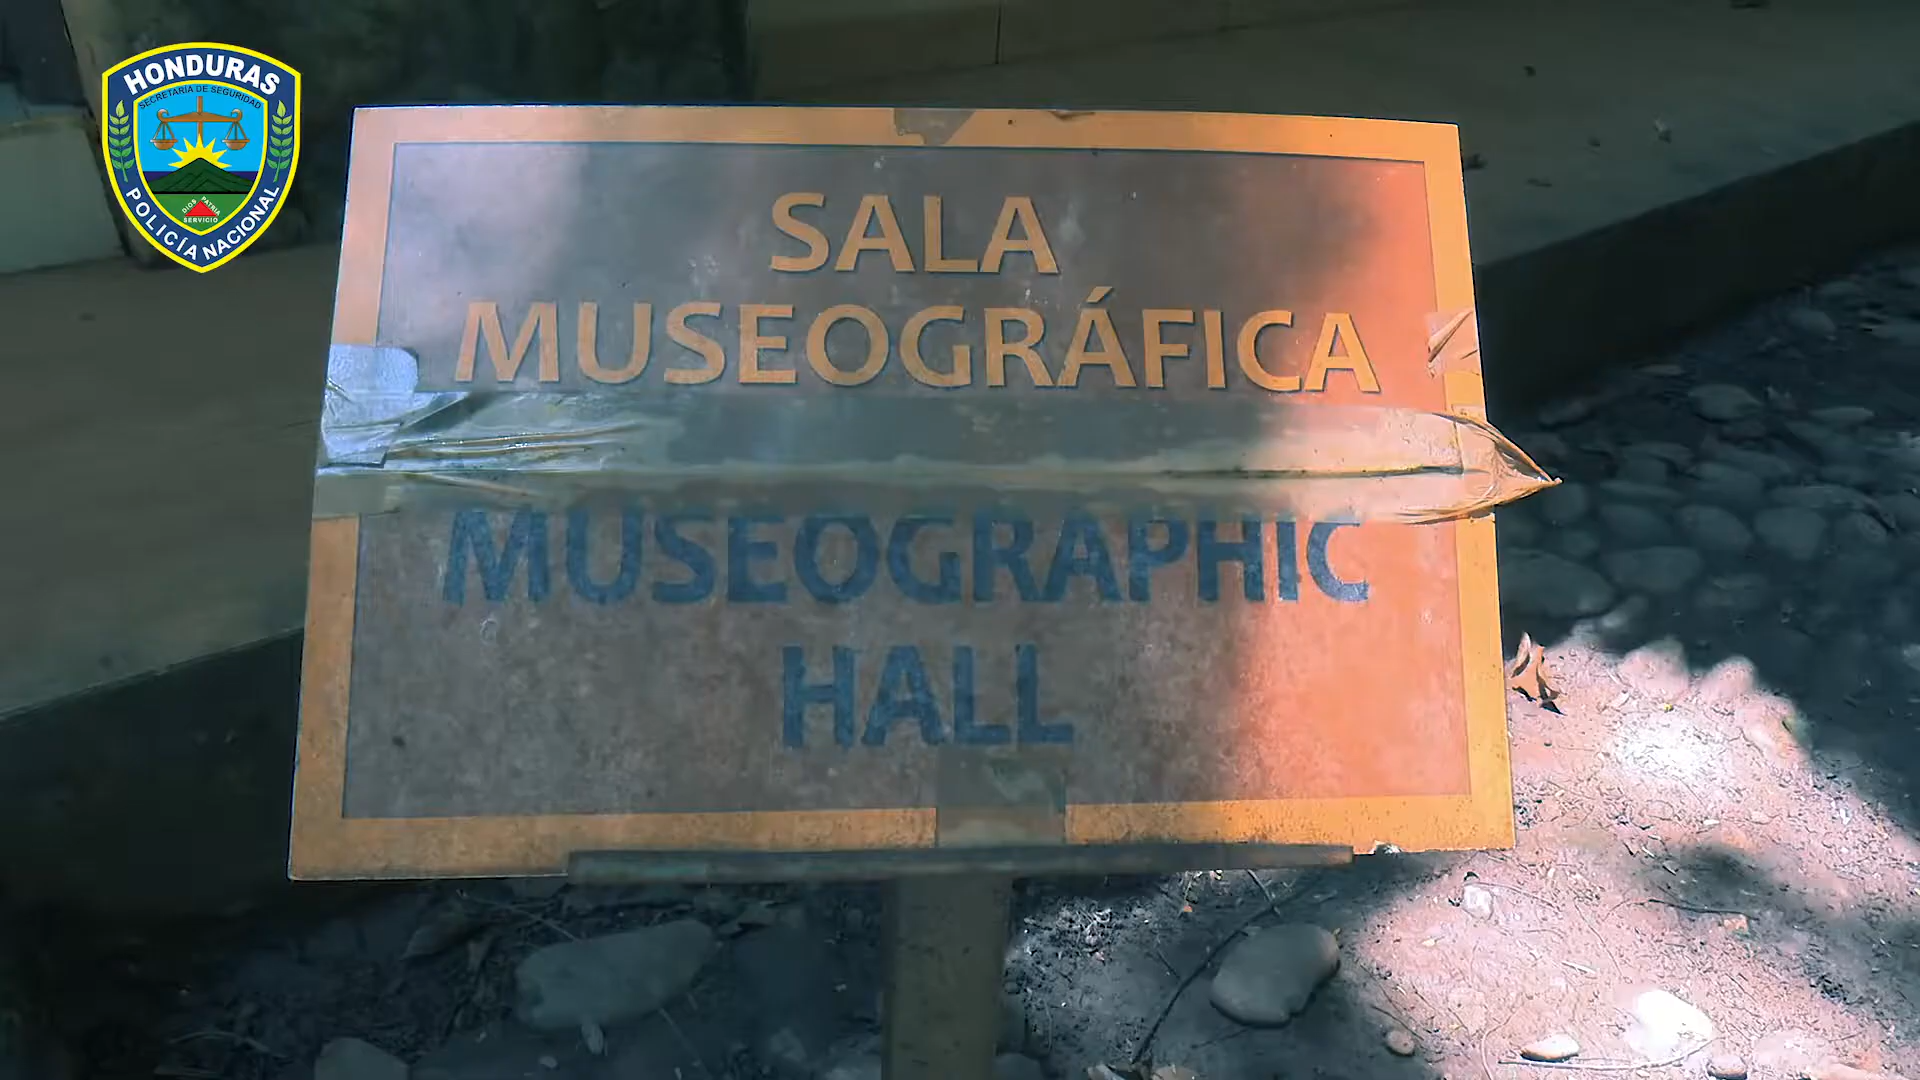 HONDURAS
SECRETARÍA DE SEGURIDAD
DIOS PATRIA
SERVICIO
POLICÍA NACIONAL
SALA
MUSEOGRÁFICA
MUSEOGRAPHIC
HALL